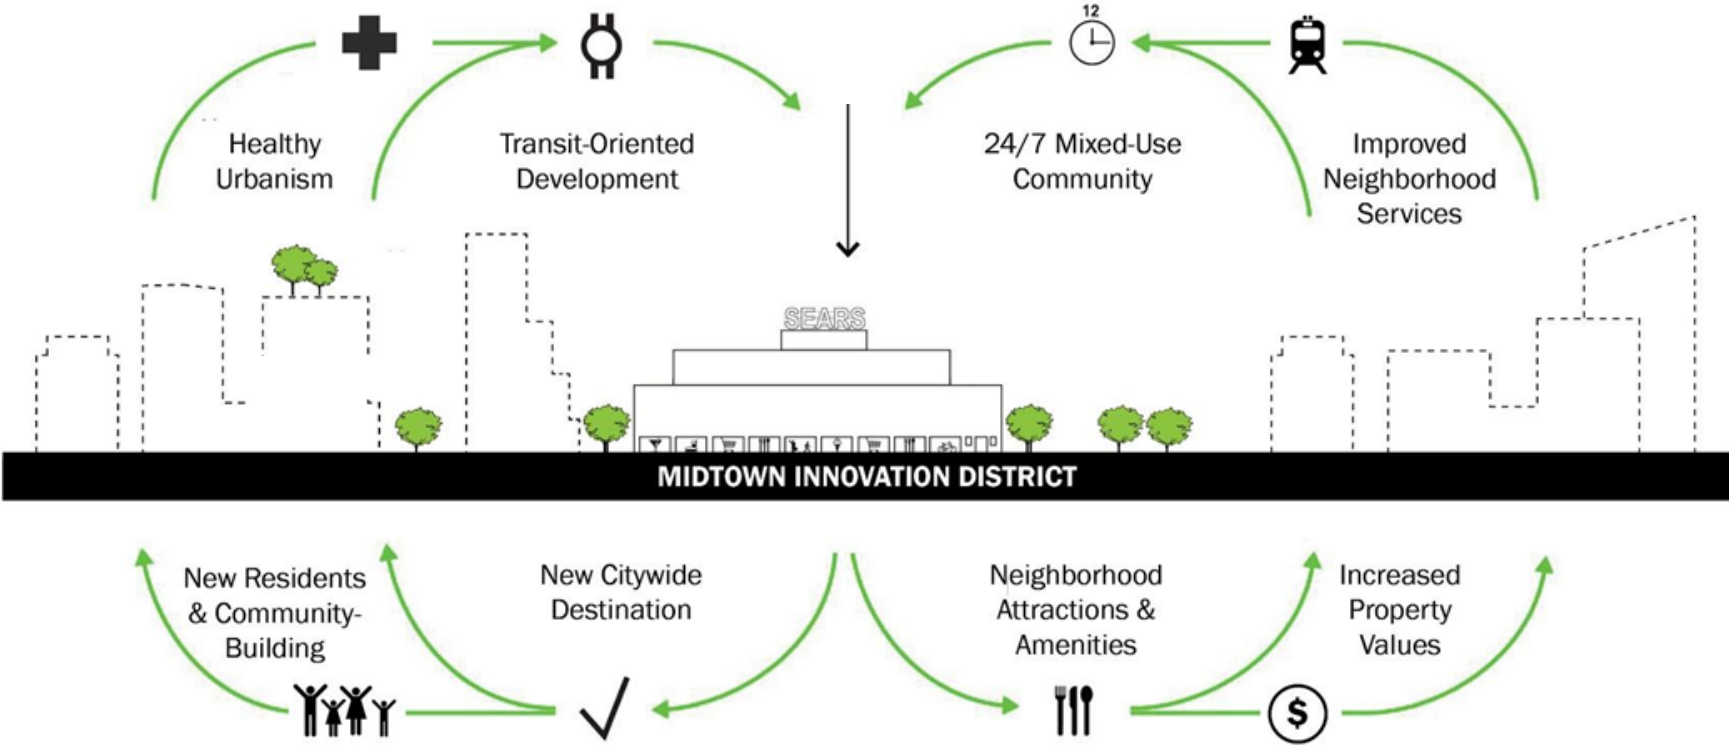 12
Healthy
Urbanism
Transit-Oriented
Development
24/7 Mixed-Use
Community
Improved
Neighborhood
Services
SEARS
MIDTOWN INNOVATION DISTRICT
New Residents
& Community-
Building
New Citywide
Destination
Neighborhood
Attractions &
Amenities
Increased
Property
Values
$